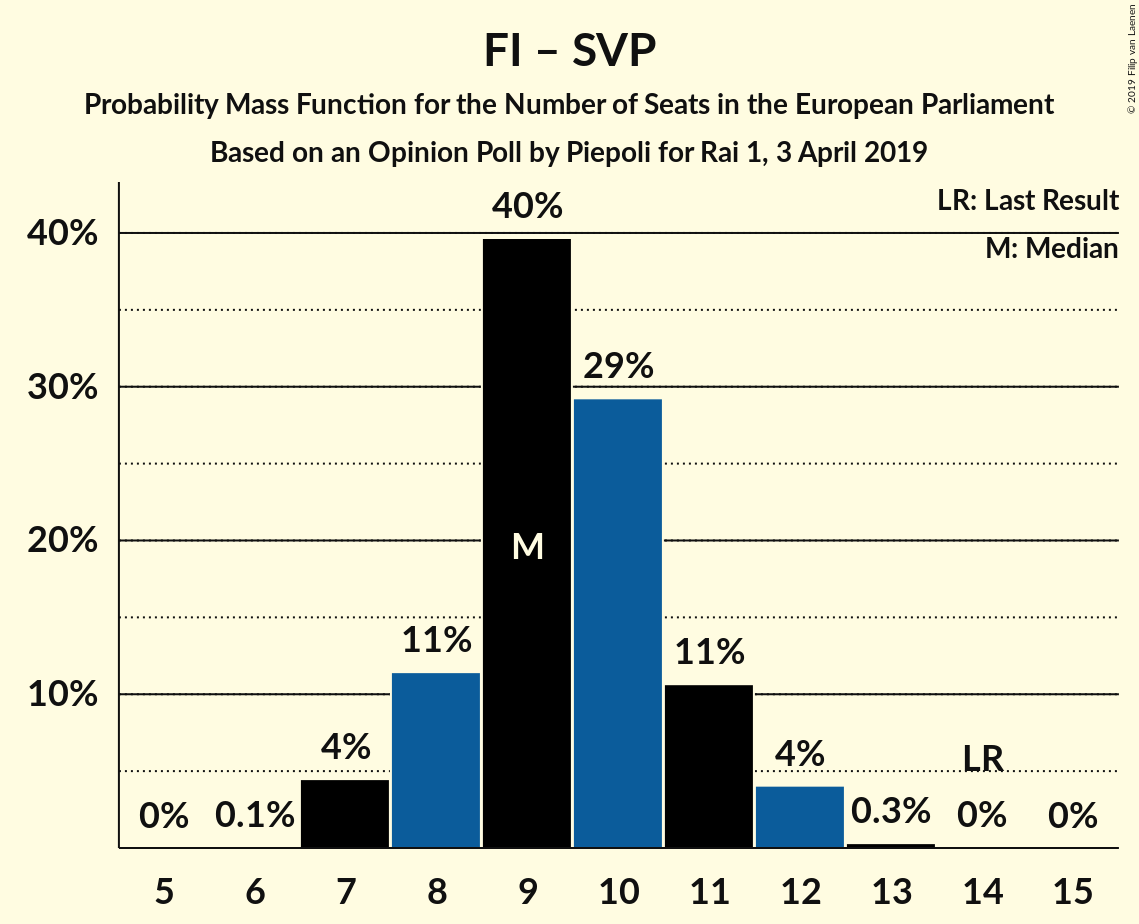 FI – SVP
Probability Mass Function for the Number of Seats in the European Parliament
Based on an Opinion Poll by Piepoli for Rai 1, 3 April 2019
© 2019 Filip van Laenen
LR: Last Result
M: Median
40%
30%
20%
10%
0%
0.1%
4%
11%
40%
M
29%
11%
4%
0.3%
LR
0%
0%
5 6 7 8 9 10 11 12 13 14 15